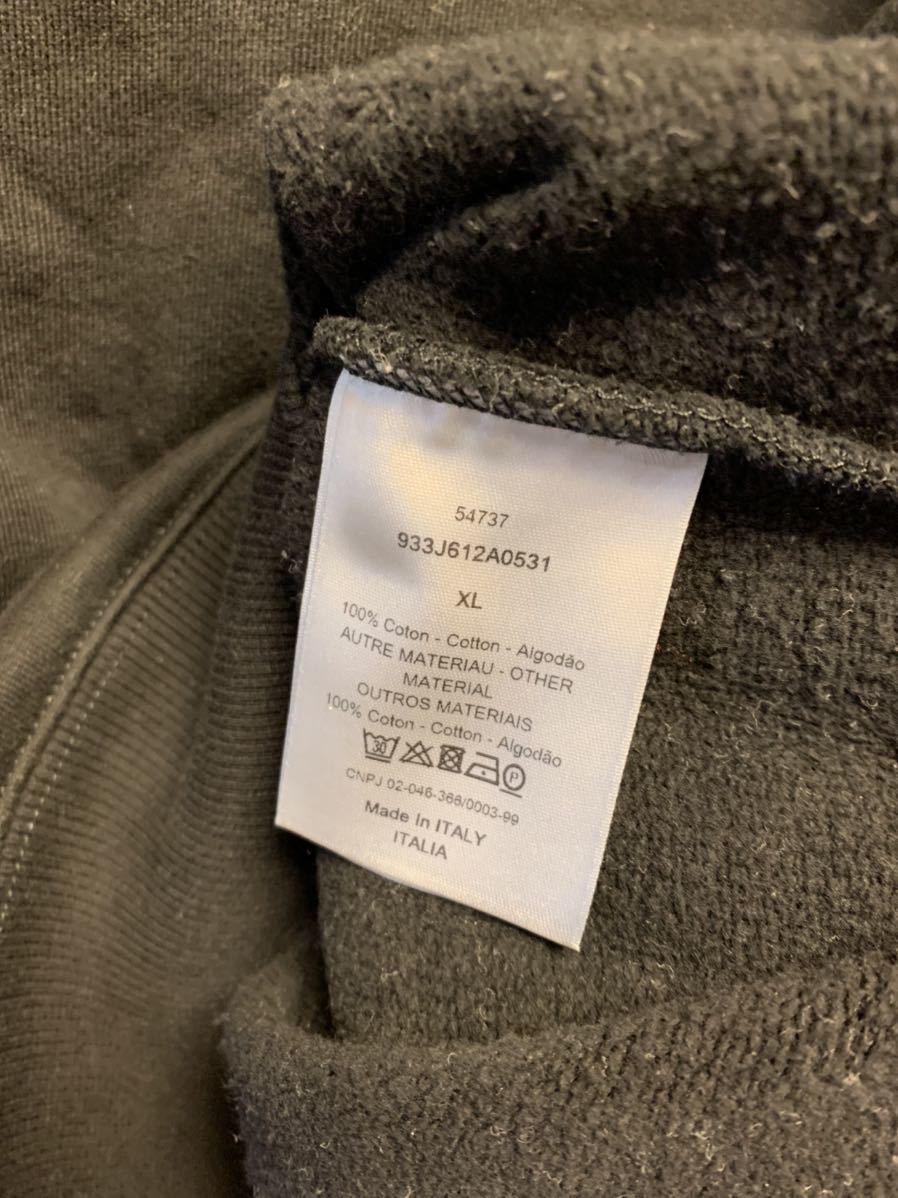 54737
933J612A0531
XL
100% Coton - Cotton - Algodão
AUTRE MATERIAU - OTHER
MATERIAL
OUTROS MATERIAIS
100% Coton - Cotton - Algodão
30 P
CNPJ 02-046-366/0003-99
Made In ITALY
ITALIA